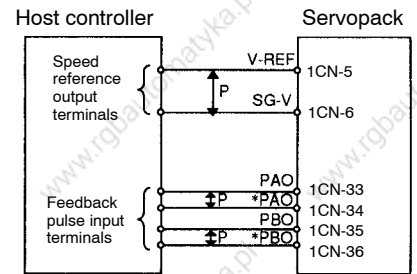 Host controller
Servopack
Speed
reference
output
terminals
V-REF
P
SG-V
1CN-5
1CN-6
Feedback
pulse input
terminals
PAO
P *PAO
PBO
P *PBO
1CN-33
1CN-34
1CN-35
1CN-36